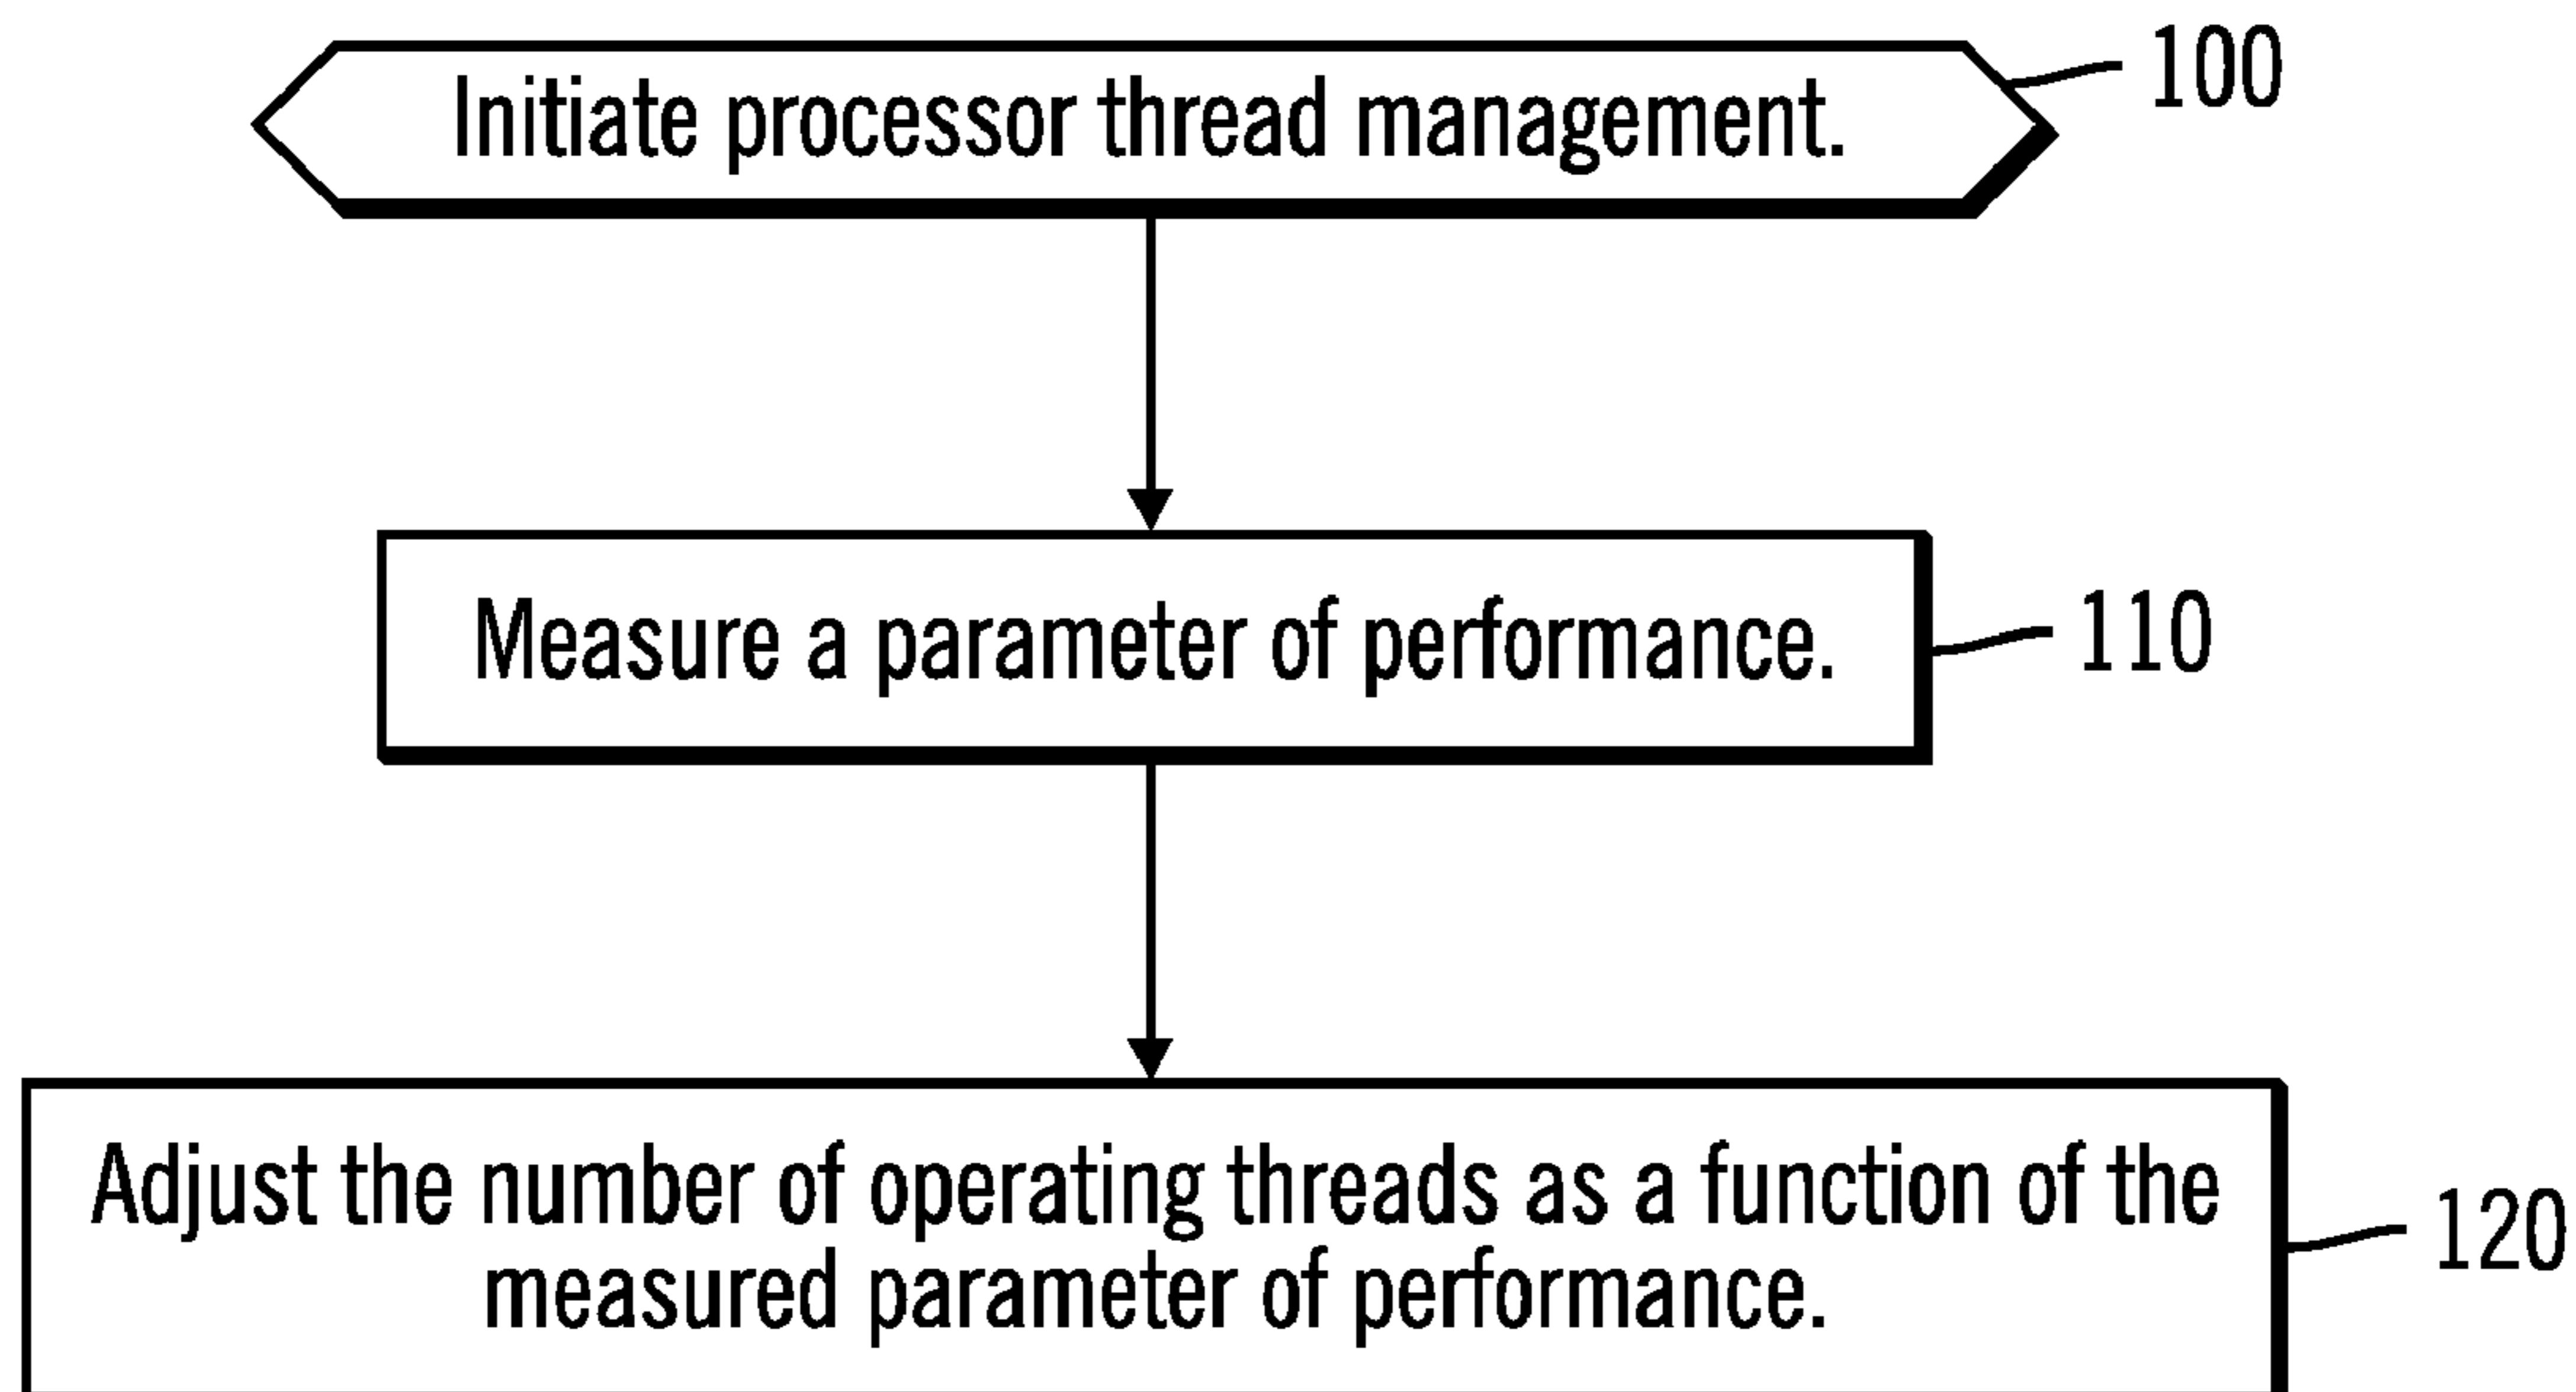 Initiate processor thread management.
100
Measure a parameter of performance.
110
Adjust the number of operating threads as a function of the
measured parameter of performance.
120